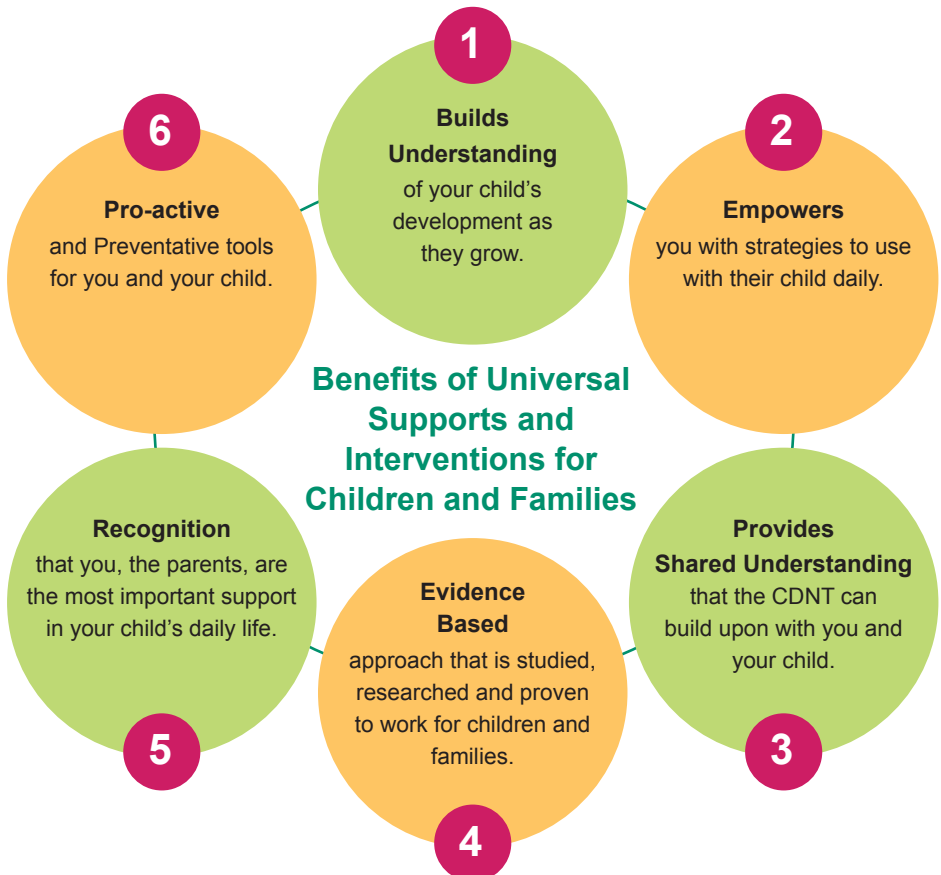 1
Builds
Understanding
of your child's
development as
they grow.
2
Empowers
you with strategies to use
with their child daily.
3
Provides
Shared Understanding
that the CDNT can
build upon with you and
your child.
4
Evidence
Based
approach that is studied,
researched and proven
to work for children and
families.
5
Recognition
that you, the parents, are
the most important support
in your child's daily life.
6
Pro-active
and Preventative tools
for you and your child.
Benefits of Universal
Supports and
Interventions for
Children and Families